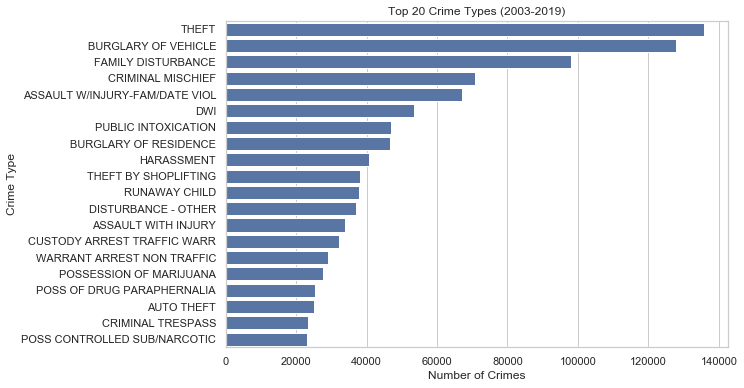 Top 20 Crime Types (2003-2019)
THEFT
BURGLARY OF VEHICLE
FAMILY DISTURBANCE
CRIMINAL MISCHIEF
ASSAULT W/INJURY-FAM/DATE VIOL
DWI
PUBLIC INTOXICATION
BURGLARY OF RESIDENCE
HARASSMENT
THEFT BY SHOPLIFTING
RUNAWAY CHILD
DISTURBANCE - OTHER
ASSAULT WITH INJURY
CUSTODY ARREST TRAFFIC WARR
WARRANT ARREST NON TRAFFIC
POSSESSION OF MARIJUANA
POSS OF DRUG PARAPHERNALIA
AUTO THEFT
CRIMINAL TRESPASS
POSS CONTROLLED SUB/NARCOTIC
Crime Type
0 20000 40000 60000 80000 100000 120000 140000
Number of Crimes